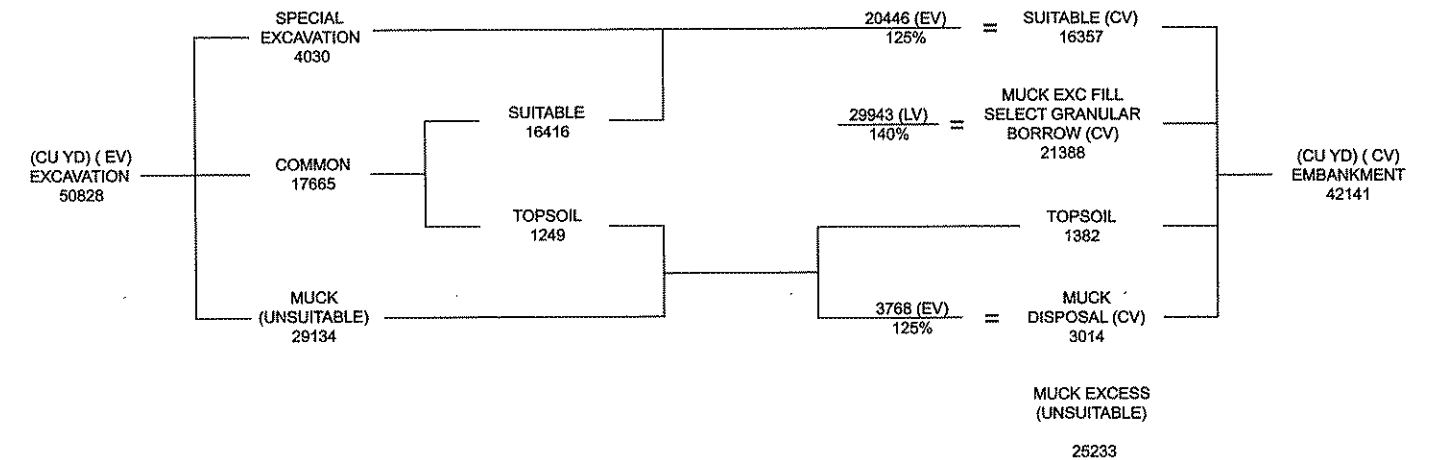 (CU YD) ( EV)
EXCAVATION
50828
SPECIAL
EXCAVATION
4030
COMMON
17665
MUCK
(UNSUITABLE)
29134
SUITABLE
16416
TOPSOIL
1249
20446 (EV)
125%
=
SUITABLE (CV)
16357
29943 (LV)
140%
=
MUCK EXC FILL
SELECT GRANULAR
BORROW (CV)
21388
TOPSOIL
1382
3768 (EV)
125%
=
MUCK
DISPOSAL (CV)
3014
MUCK EXCESS
(UNSUITABLE)
25233
(CU YD) ( CV)
EMBANKMENT
42141